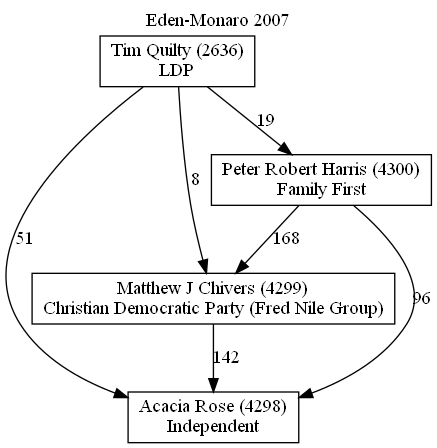 Eden-Monaro 2007
Tim Quilty (2636)
LDP
19
Peter Robert Harris (4300)
Family First
8
51
168
96
Matthew J Chivers (4299)
Christian Democratic Party (Fred Nile Group)
142
Acacia Rose (4298)
Independent